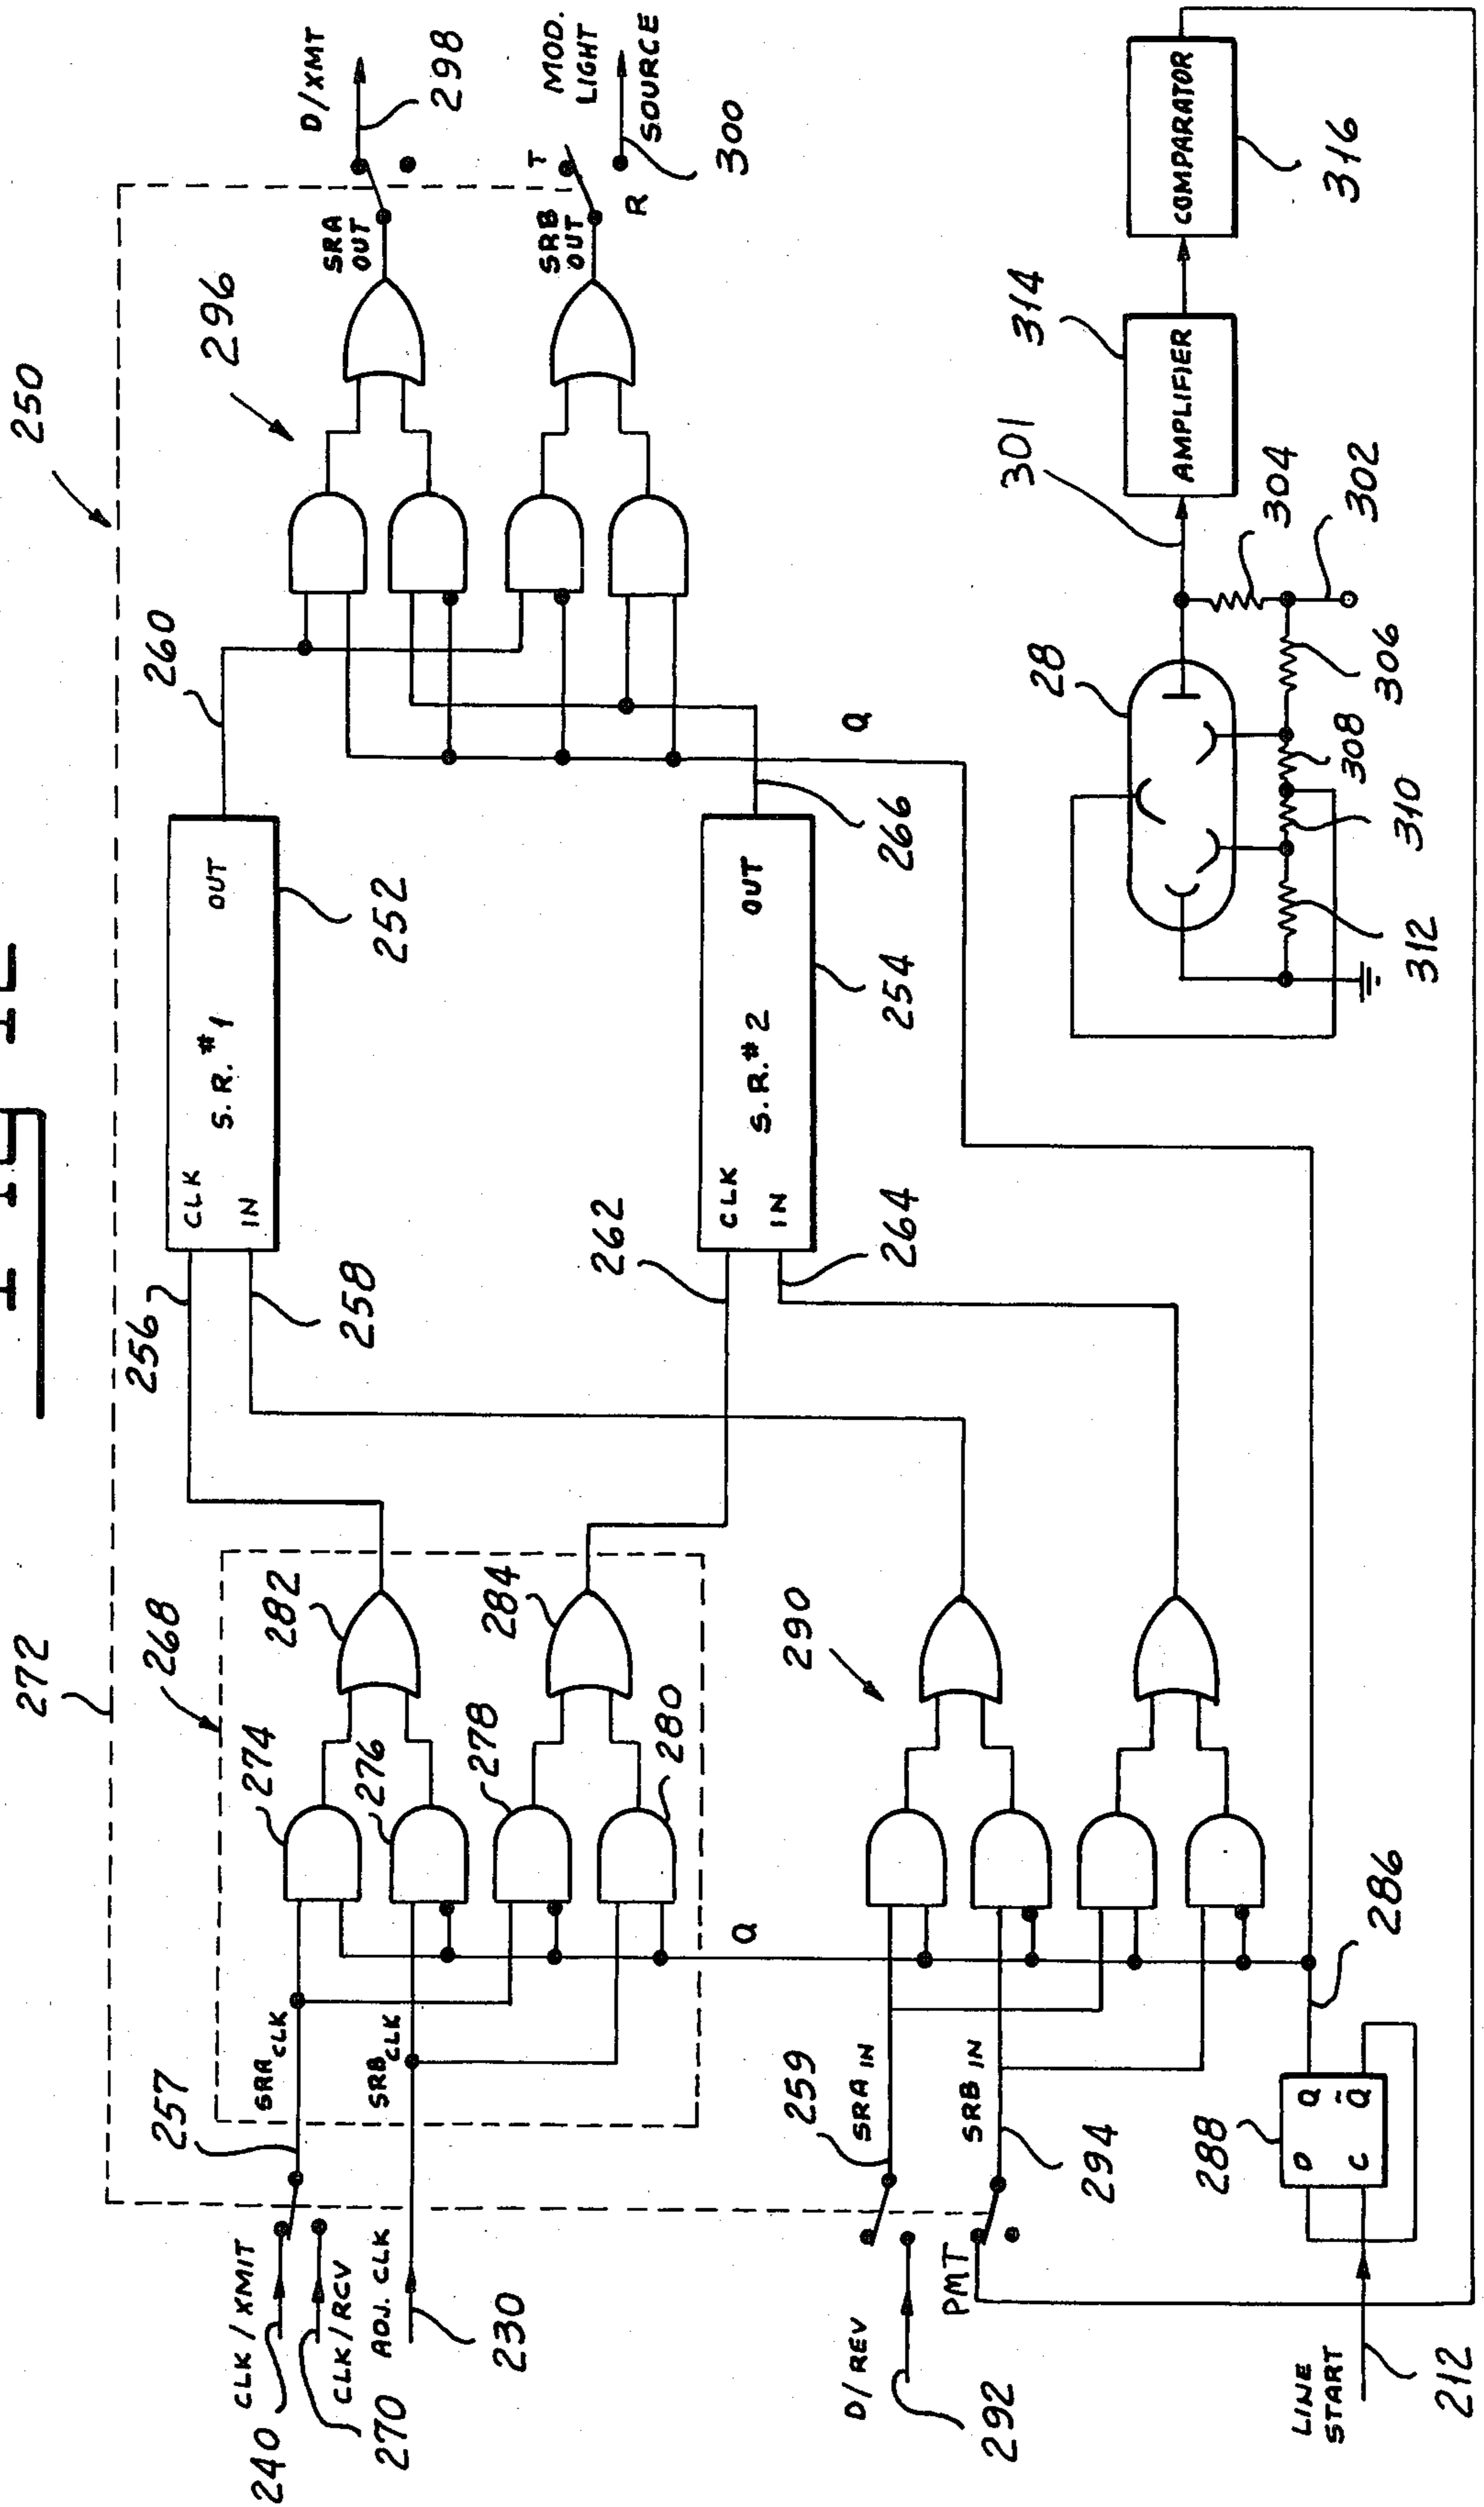 272
250
268
274
282
256
260
296
D/XMT
298
257
SRA CLK
276
258
CLK
IN
S.R. #1
OUT
252
SRA
OUT
240
CLK/XMIT
CLK/RCV
270
ADJ. CLK
230
SRB CLK
278
280
284
262
264
CLK
IN
S.R. #2
OUT
254
266
SRB
OUT
T
R
MOD.
LIGHT
SOURCE
300
Q
Q
259
SRA IN
290
D/REV
292
PMT
SRB IN
294
288
D
C
Q
Q̃
286
LINE
START
212
28
301
314
AMPLIFIER
COMPARATOR
316
304
302
306
308
310
312